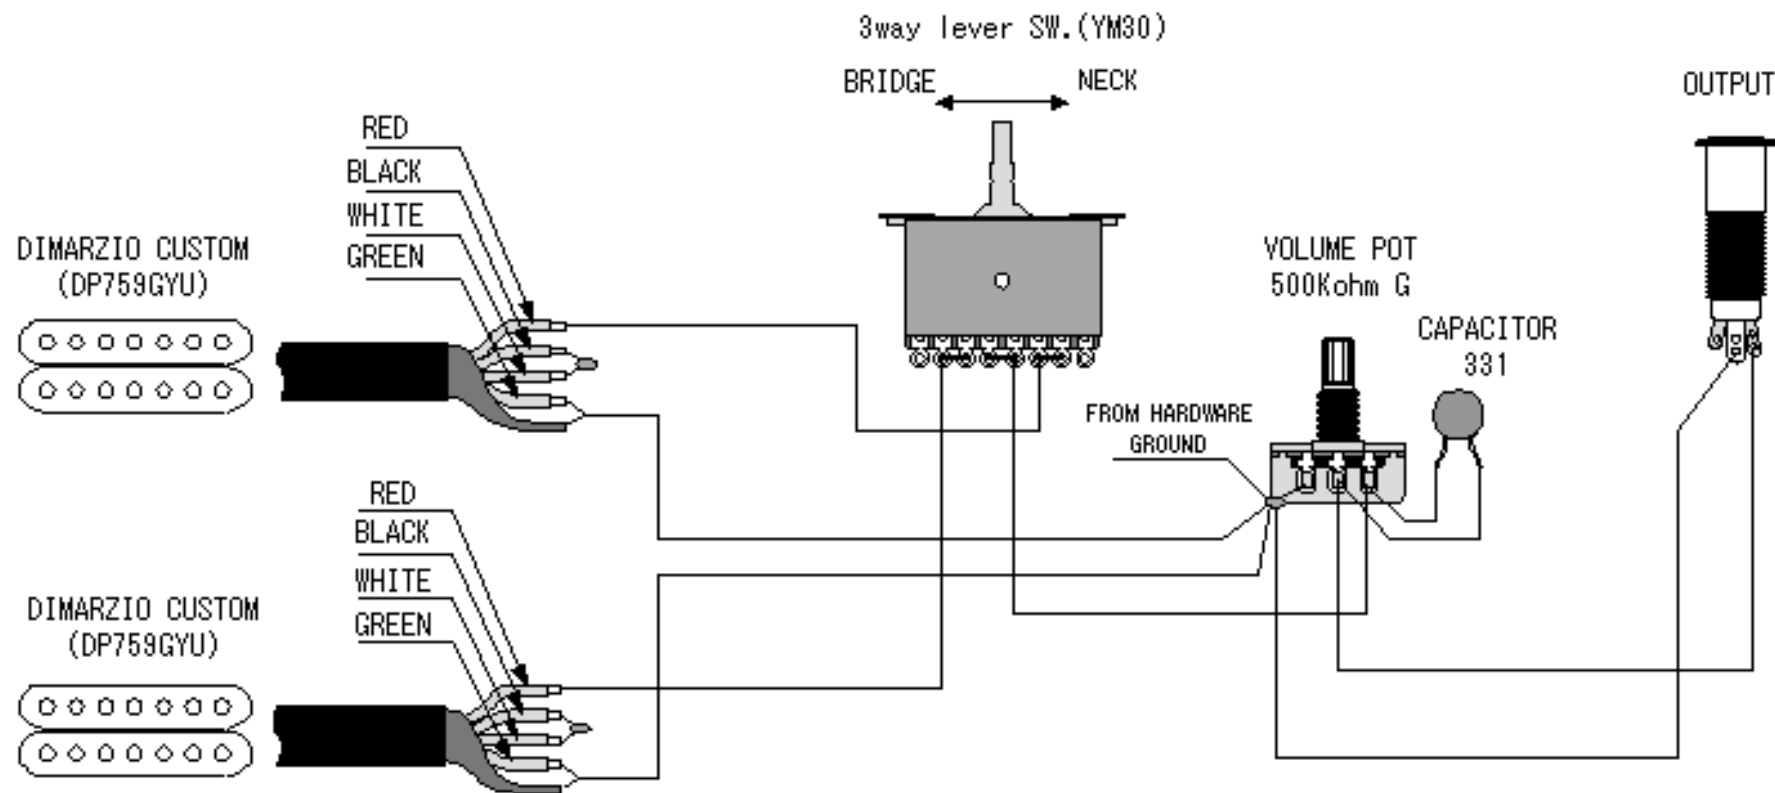 3way lever SW.(YM30)
BRIDGE
NECK
OUTPUT
RED
BLACK
WHITE
GREEN
DIMARZIO CUSTOM
(DP759GYU)
VOLUME POT
500Kohm G
CAPACITOR
331
FROM HARDWARE
GROUND
RED
BLACK
WHITE
GREEN
DIMARZIO CUSTOM
(DP759GYU)